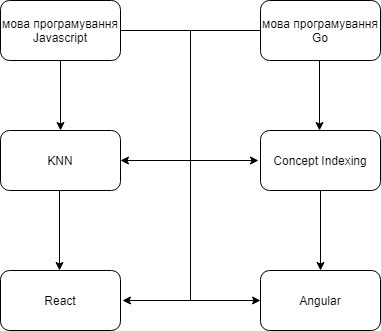 мова програмування
Javascript
мова програмування
Go
KNN
Concept Indexing
React
Angular